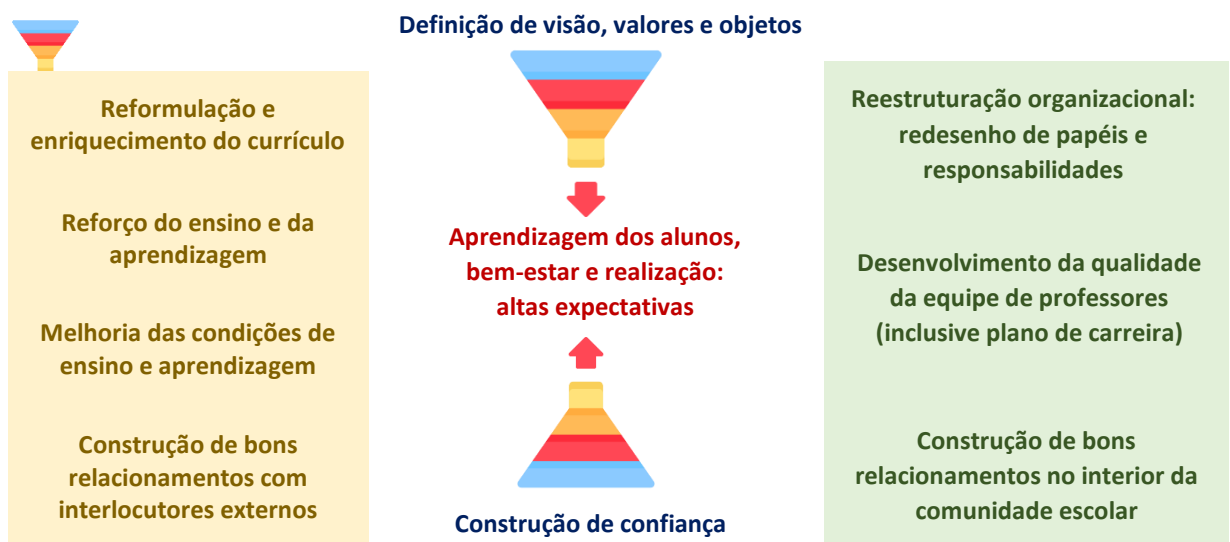 Definição de visão, valores e objetos
Reformulação e
enriquecimento do currículo
Reforço do ensino e da
aprendizagem
Melhoria das condições de
ensino e aprendizagem
Construção de bons
relacionamentos com
interlocutores externos
Aprendizagem dos alunos,
bem-estar e realização:
altas expectativas
Construção de confiança
Reestruturação organizacional:
redesenho de papéis e
responsabilidades
Desenvolvimento da qualidade
da equipe de professores
(inclusive plano de carreira)
Construção de bons
relacionamentos no interior da
comunidade escolar